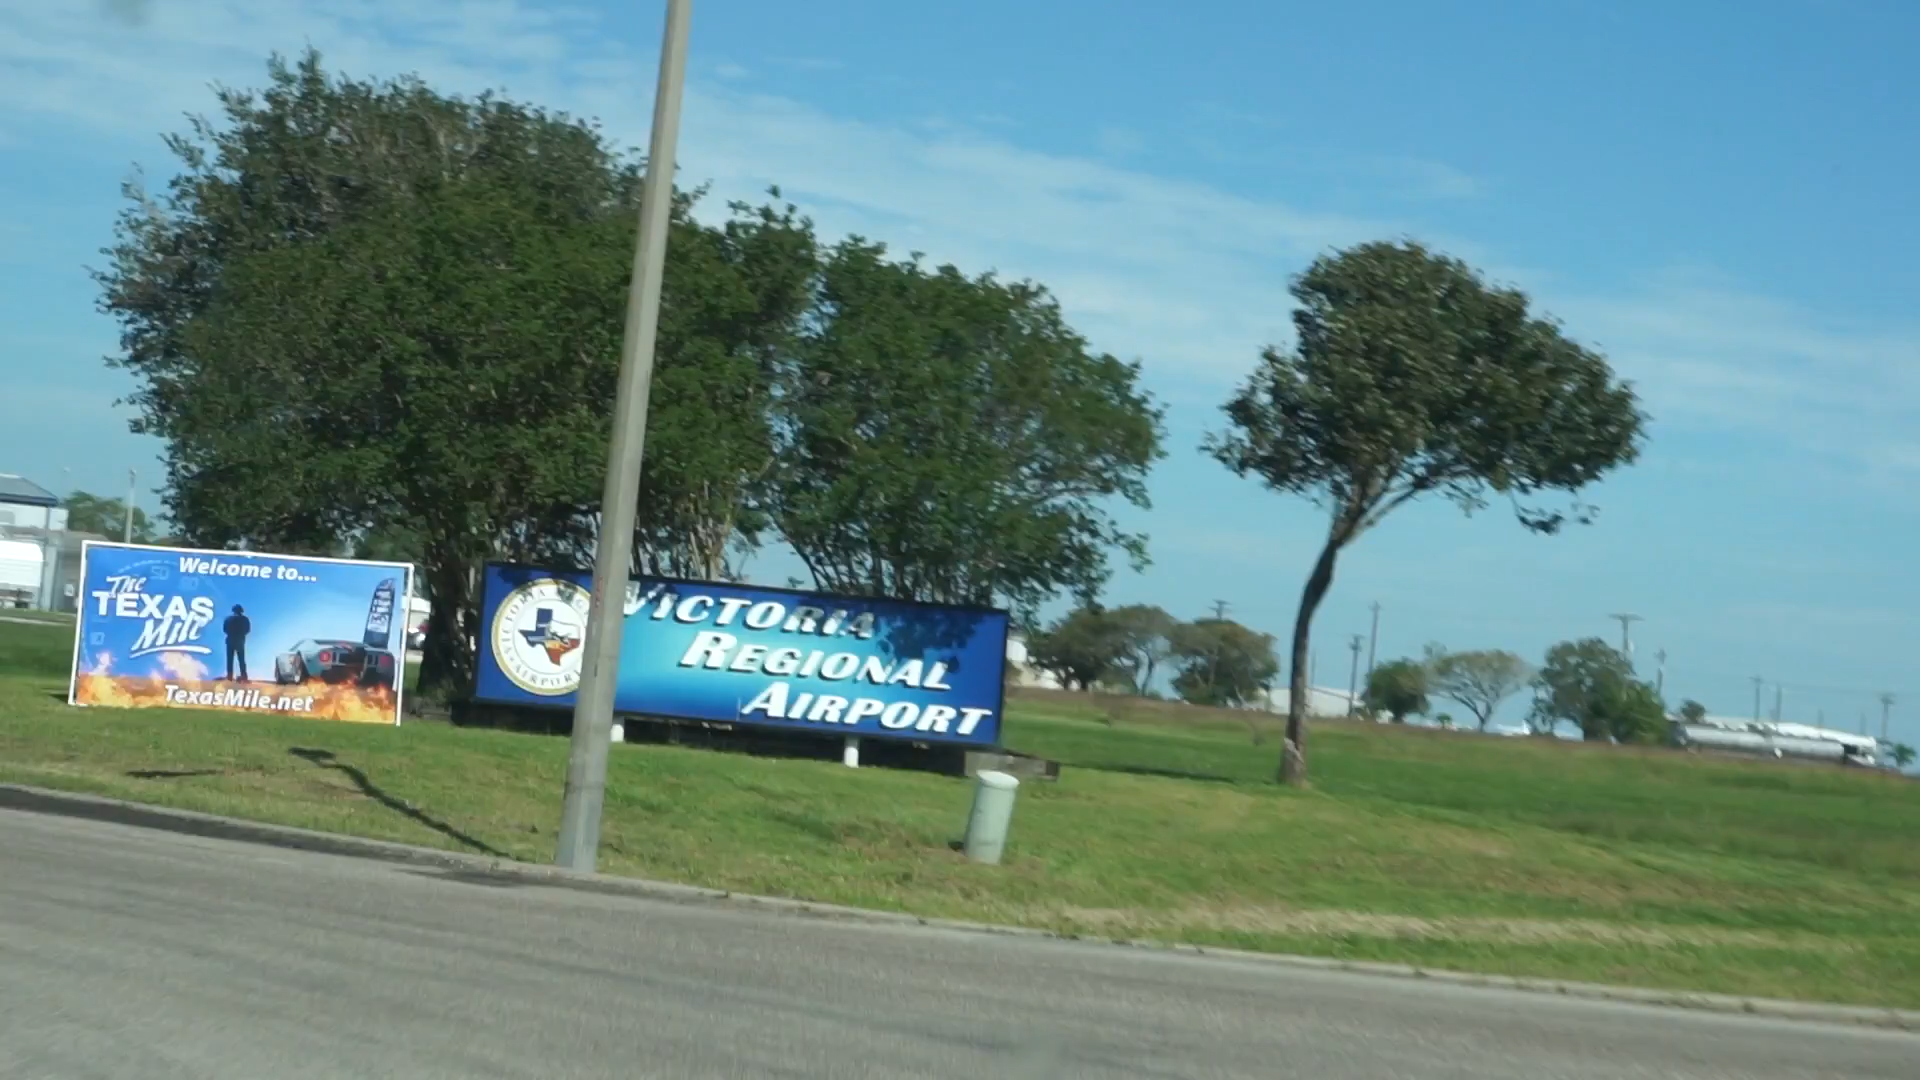 Welcome to...
The
TEXAS
Mile
TexasMile.net
VICTORIA
REGIONAL
AIRPORT